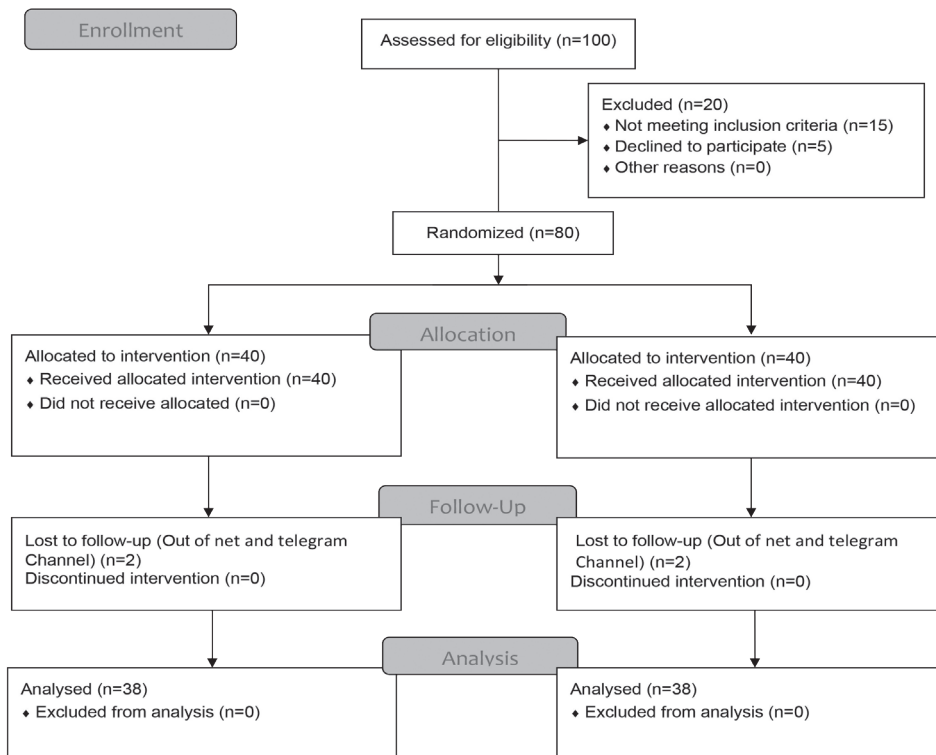 Enrollment
Assessed for eligibility (n=100)
Excluded (n=20)
♦ Not meeting inclusion criteria (n=15)
♦ Declined to participate (n=5)
♦ Other reasons (n=0)
Randomized (n=80)
Allocation
Allocated to intervention (n=40)
♦ Received allocated intervention (n=40)
♦ Did not receive allocated (n=0)
Allocated to intervention (n=40)
♦ Received allocated intervention (n=40)
♦ Did not receive allocated intervention (n=0)
Follow-Up
Lost to follow-up (Out of net and telegram
Channel) (n=2)
Discontinued intervention (n=0)
Lost to follow-up (Out of net and telegram
Channel) (n=2)
Discontinued intervention (n=0)
Analysis
Analysed (n=38)
♦ Excluded from analysis (n=0)
Analysed (n=38)
♦ Excluded from analysis (n=0)